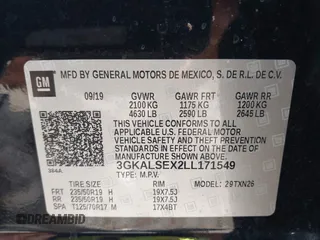 GM
MFD BY GENERAL MOTORS DE MEXICO, S. DE R.L. DE C.V.
09/19 GVWR GAWR FRT GAWR RR
2100 KG 1175 KG 1200 KG
4630 LB 2590 LB 2645 LB
THIS VEHICLE CONFORMS TO ALL APPLICABLE
U.S. FEDERAL MOTOR VEHICLE SAFETY, BUMPER, AND
THEFT PREVENTION STANDARDS IN EFFECT ON THE
DATE OF MANUFACTURE SHOWN ABOVE.
3GKALSEX2LL171549
TYPE: M.P.V. MODEL: 29TXN26
TIRE SIZE RIM
FRT 235/50R19 H 19X7.5J
RR 235/50R19 H 19X7.5J
SPA T125/70R17 M 17X4BT
©DREAMBID